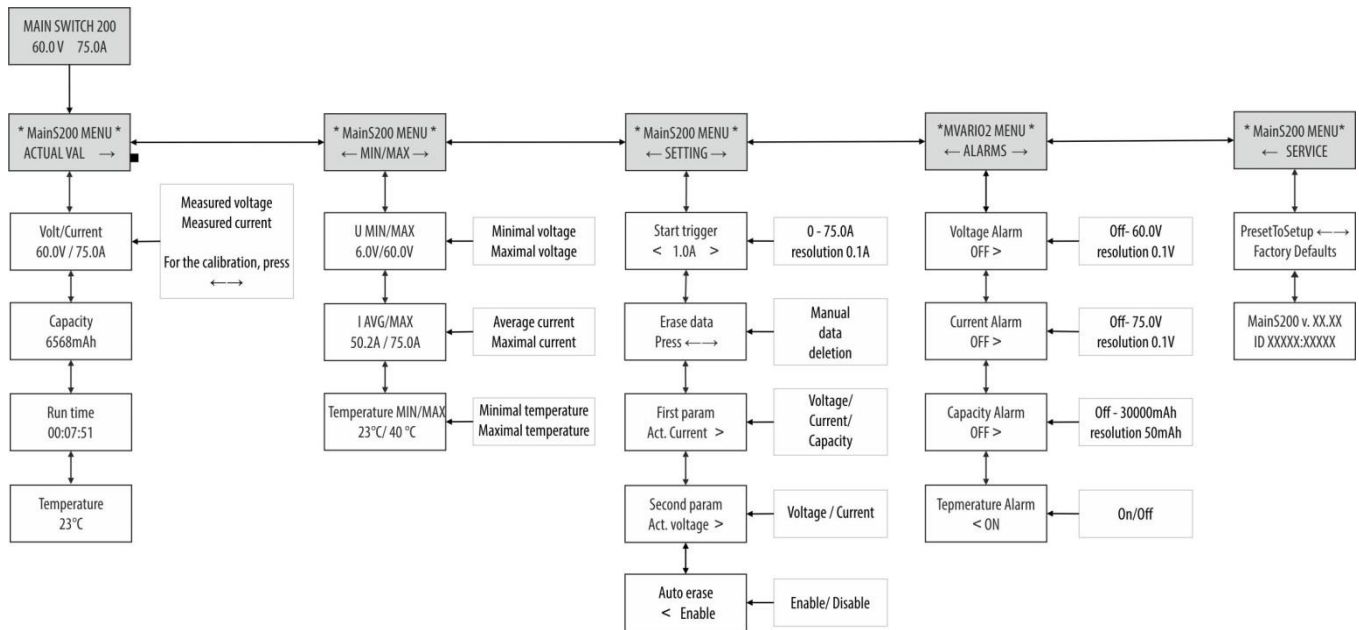 MAIN SWITCH 200
60.0 V 75.0A
* MainS200 MENU *
ACTUAL VAL →
* MainS200 MENU *
← MIN/MAX →
* MainS200 MENU *
← SETTING →
*MVARIO2 MENU *
← ALARMS →
* MainS200 MENU*
← SERVICE
Volt/Current
60.0V / 75.0A
Measured voltage
Measured current
For the calibration, press
←→
Capacity
6568mAh
Run time
00:07:51
Temperature
23°C
U MIN/MAX
6.0V/60.0V
Minimal voltage
Maximal voltage
I AVG/MAX
50.2A / 75.0A
Average current
Maximal current
Temperature MIN/MAX
23°C/ 40 °C
Minimal temperature
Maximal temperature
Start trigger
< 1.0A >
0 - 75.0A
resolution 0.1A
Erase data
Press ←→
Manual
data
deletion
First param
Act. Current >
Voltage/
Current/
Capacity
Second param
Act. voltage >
Voltage / Current
Auto erase
< Enable
Enable/ Disable
Voltage Alarm
OFF >
Off- 60.0V
resolution 0.1V
Current Alarm
OFF >
Off- 75.0V
resolution 0.1V
Capacity Alarm
OFF >
Off - 30000mAh
resolution 50mAh
Tepmerature Alarm
< ON
On/Off
PresetToSetup ←→
Factory Defaults
MainS200 v. XX.XX
ID XXXXX:XXXXX